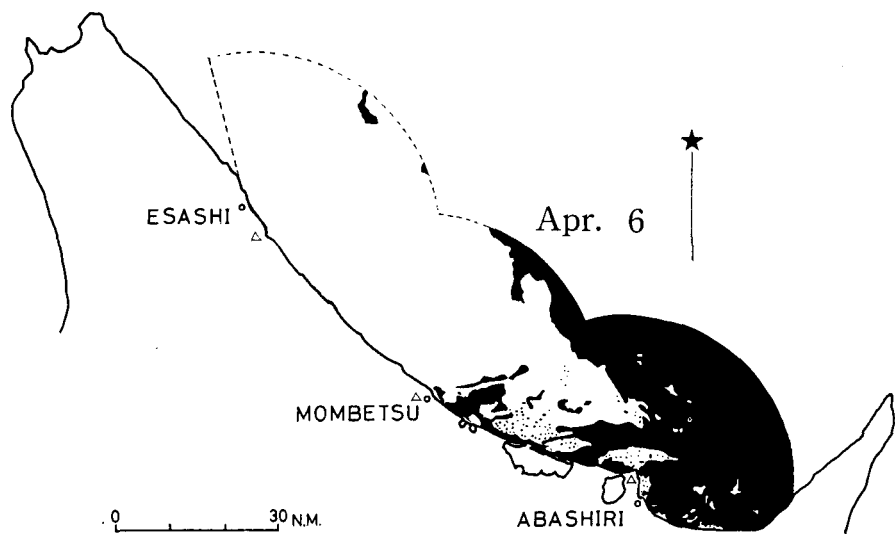 Apr. 6
ESASHI
MOMBETSU
ABASHIRI
0 30 N.M.